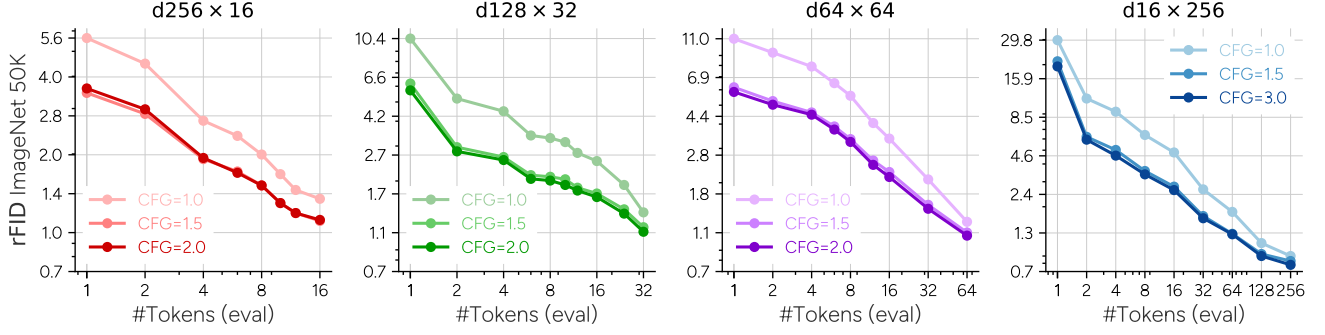 d256 × 16
d128 × 32
d64 × 64
d16 × 256
rFID ImageNet 50K
5.6
4.0
2.8
2.0
1.4
1.0
0.7
CFG=1.0
CFG=1.5
CFG=2.0
1 2 4 8 16
#Tokens (eval)
10.4
6.6
4.2
2.7
1.7
1.1
0.7
CFG=1.0
CFG=1.5
CFG=2.0
1 2 4 8 16 32
#Tokens (eval)
11.0
6.9
4.4
2.8
1.8
1.1
0.7
CFG=1.0
CFG=1.5
CFG=2.0
1 2 4 8 16 32 64
#Tokens (eval)
29.8
15.9
8.5
4.6
2.4
1.3
0.7
CFG=1.0
CFG=1.5
CFG=3.0
1 2 4 8 16 32 64 128 256
#Tokens (eval)